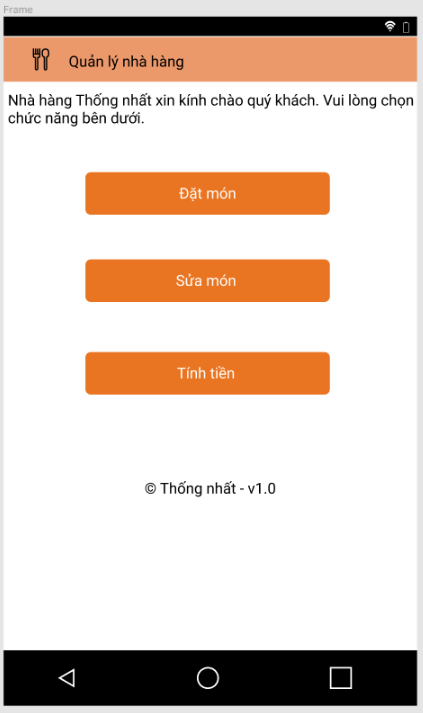 Frame
Quản lý nhà hàng
Nhà hàng Thống nhất xin kính chào quý khách. Vui lòng chọn
chức năng bên dưới.
Đặt món
Sửa món
Tính tiền
© Thống nhất - v1.0